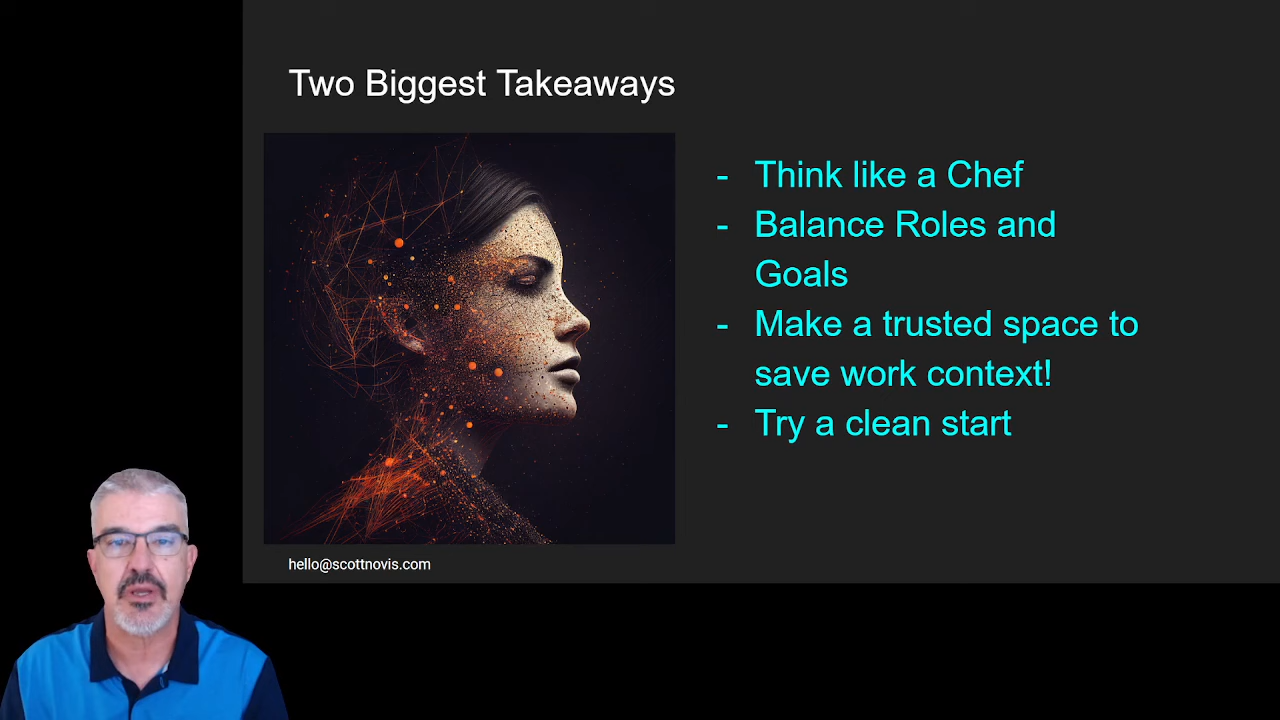 Two Biggest Takeaways
- Think like a Chef
- Balance Roles and
Goals
- Make a trusted space to
save work context!
- Try a clean start
hello@scottnovis.com